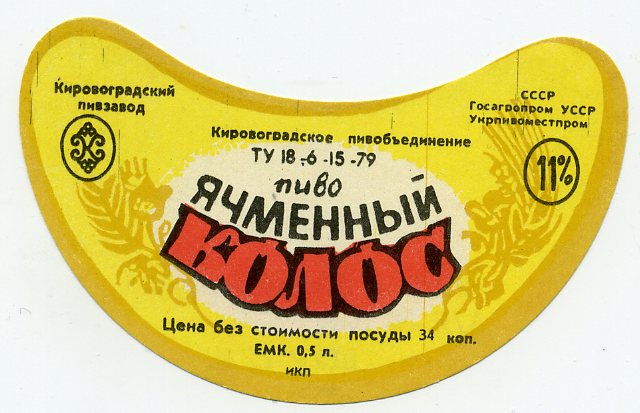 Кировоградский
пивзавод
СССР
Госагропром УССР
Укрпивоместпром
Кировоградское пивобъединение
ТУ 18-6-15-79
11%
пиво
ЯЧМЕННЫЙ
КОЛОС
Цена без стоимости посуды 34 коп.
ЕМК. 0,5 л.
ИКП